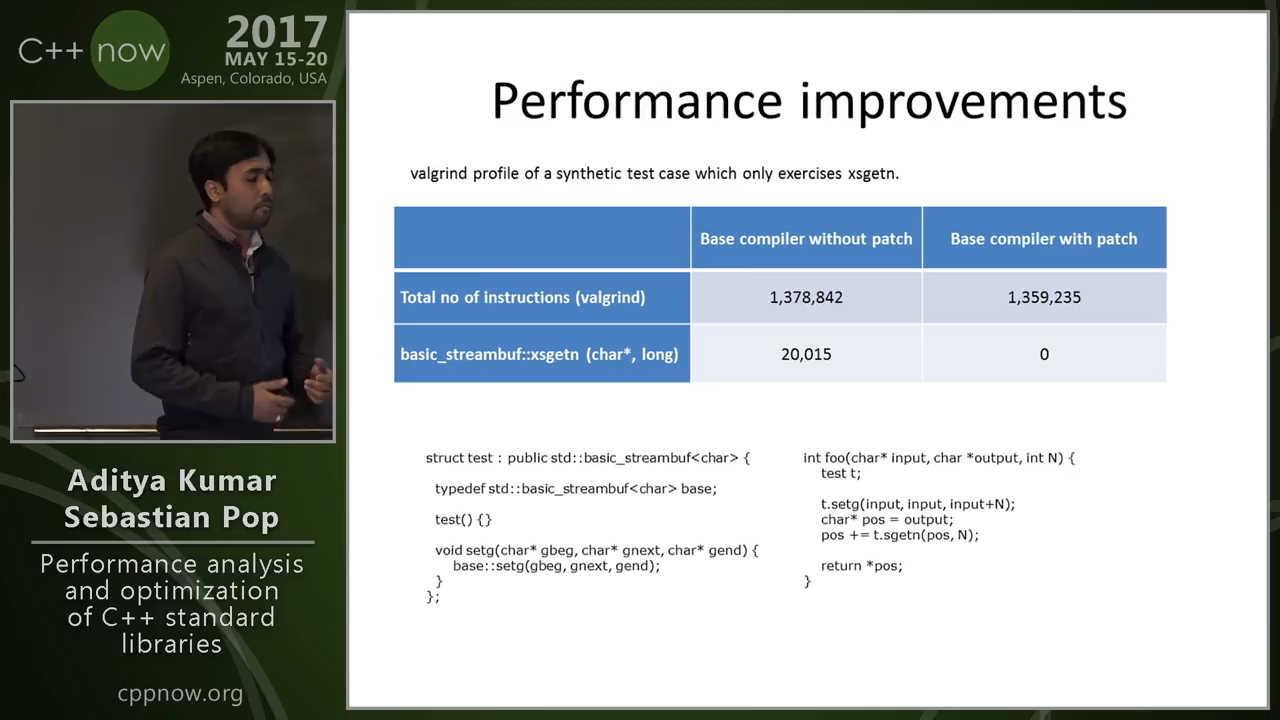 C++ now
2017
MAY 15-20
Aspen, Colorado, USA
Aditya Kumar
Sebastian Pop
Performance analysis
and optimization
of C++ standard
libraries
cppnow.org
Performance improvements
valgrind profile of a synthetic test case which only exercises xsgetn.
Base compiler without patch Base compiler with patch
Total no of instructions (valgrind) 1,378,842 1,359,235
basic_streambuf::xsgetn (char*, long) 20,015 0
struct test : public std::basic_streambuf<char> {
typedef std::basic_streambuf<char> base;
test() {}
void setg(char* gbeg, char* gnext, char* gend) {
base::setg(gbeg, gnext, gend);
}
};
int foo(char* input, char *output, int N) {
test t;
t.setg(input, input, input+N);
char* pos = output;
pos += t.sgetn(pos, N);
return *pos;
}